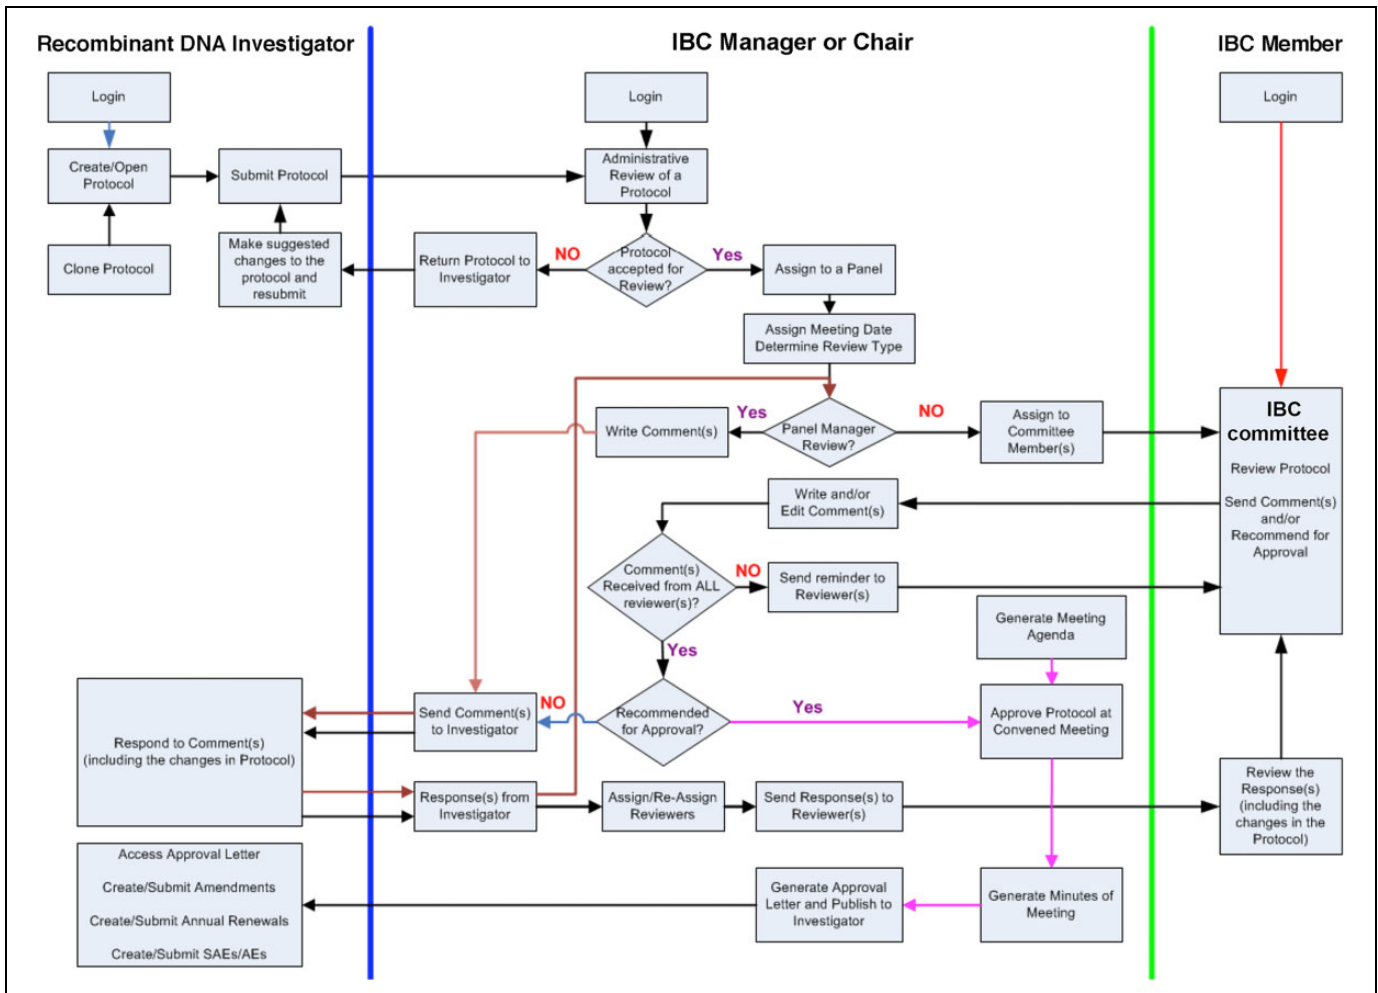 Recombinant DNA Investigator
IBC Manager or Chair
IBC Member
Login
Login
Login
Create/Open
Protocol
Submit Protocol
Administrative
Review of a
Protocol
Clone Protocol
Make suggested
changes to the
protocol and
resubmit
Return Protocol to
Investigator
NO
Protocol
accepted for
Review?
Yes
Assign to a Panel
Assign Meeting Date
Determine Review Type
Write Comment(s)
Yes
Panel Manager
Review?
NO
Assign to
Committee
Member(s)
IBC
committee
Review Protocol
Send Comment(s)
and/or
Recommend for
Approval
Write and/or
Edit Comment(s)
Comment(s)
Received from ALL
reviewer(s)?
NO
Send reminder to
Reviewer(s)
Yes
Generate Meeting
Agenda
Respond to Comment(s)
(including the changes in Protocol)
Send Comment(s)
to Investigator
NO
Recommended
for Approval?
Yes
Approve Protocol at
Convened Meeting
Response(s) from
Investigator
Assign/Re-Assign
Reviewers
Send Response(s) to
Reviewer(s)
Review the
Response(s)
(including the
changes in the
Protocol)
Access Approval Letter
Create/Submit Amendments
Create/Submit Annual Renewals
Create/Submit SAEs/AEs
Generate Approval
Letter and Publish to
Investigator
Generate Minutes of
Meeting